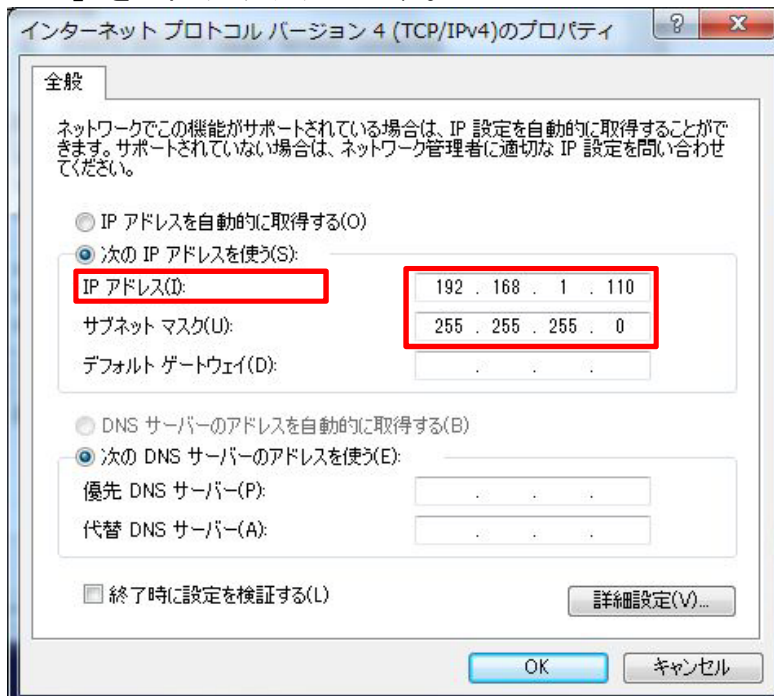 インターネット プロトコル バージョン 4 (TCP/IPv4)のプロパティ
全般
ネットワークでこの機能がサポートされている場合は、IP 設定を自動的に取得することがで
きます。サポートされていない場合は、ネットワーク管理者に適切な IP 設定を問い合わせ
てください。
IP アドレスを自動的に取得する(O)
次の IP アドレスを使う(S):
IP アドレス(I): 192 . 168 . 1 . 110
サブネット マスク(U): 255 . 255 . 255 . 0
デフォルト ゲートウェイ(D): . . .
DNS サーバーのアドレスを自動的に取得する(B)
次の DNS サーバーのアドレスを使う(E):
優先 DNS サーバー(P): . . .
代替 DNS サーバー(A): . . .
終了時に設定を検証する(L)
詳細設定(V)...
OK キャンセル